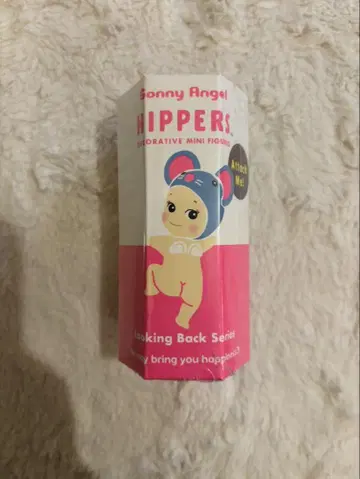 Sonny Angel
HIPPERS
DECORATIVE MINI FIGURE
Attach
Me!
Looking Back Series
bring you happiness